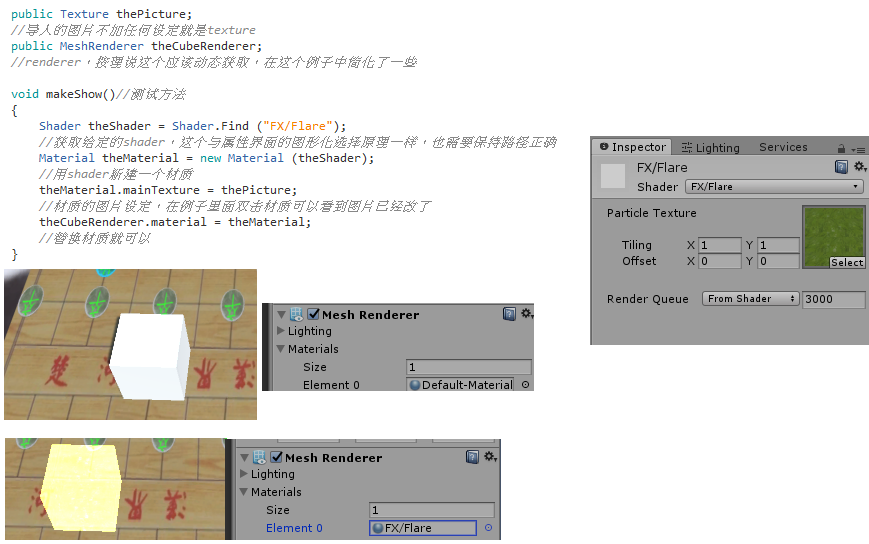 public Texture thePicture;
//导人的图片不加任何设定就是texture
public MeshRenderer theCubeRenderer;
//renderer，按理说这个应该动态获取，在这个例子中简化了一些
void makeShow()//测试方法
{
Shader theShader = Shader.Find ("FX/Flare");
//获取给定的shader，这个与属性界面的图形化选择原理一样，也需要保持路径正确
Material theMaterial = new Material (theShader);
//用shader新建一个材质
theMaterial.mainTexture = thePicture;
//材质的图片设定，在例子里面双击材质可以看到图片已经改了
theCubeRenderer.material = theMaterial;
//替换材质就可以
}
Inspector Lighting Services
FX/Flare
Shader FX/Flare
Particle Texture
Tiling X 1 Y 1
Offset X 0 Y 0
Select
Render Queue From Shader 3000
楚 河 界 汉
Mesh Renderer
Lighting
Materials
Size 1
Element 0 Default-Material
Mesh Renderer
Lighting
Materials
Size 1
Element 0 FX/Flare